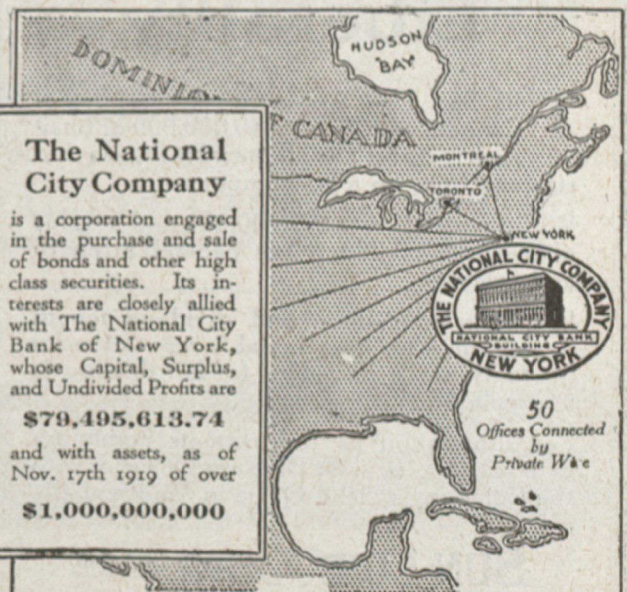 HUDSON
BAY
DOMINION OF CANADA
MONTREAL
TORONTO
NEW YORK
The National
City Company
is a corporation engaged
in the purchase and sale
of bonds and other high
class securities. Its in-
terests are closely allied
with The National City
Bank of New York,
whose Capital, Surplus,
and Undivided Profits are
$79,495,613.74
and with assets, as of
Nov. 17th 1919 of over
$1,000,000,000
THE NATIONAL CITY COMPANY
NATIONAL CITY BANK
BUILDING
NEW YORK
50
Offices Connected
by
Private